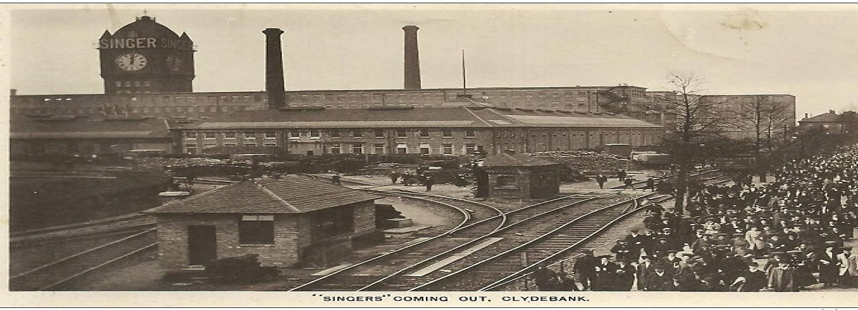 SINGER SINGER
"SINGERS" COMING OUT. CLYDEBANK.